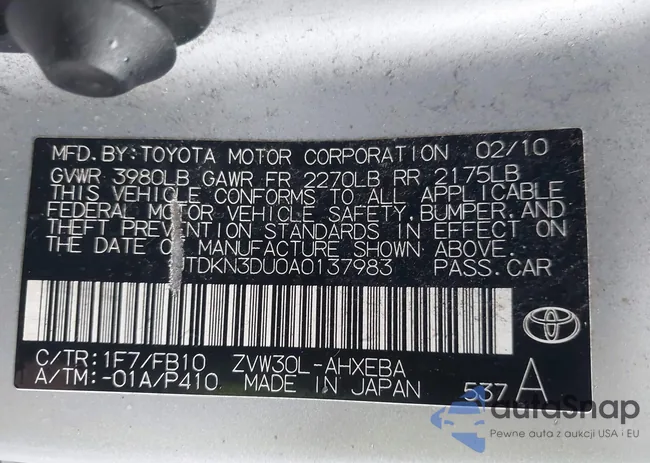 MFD.BY:TOYOTA MOTOR CORPORATION 02/10
GVWR 3980LB GAWR FR 2270LB RR 2175LB
THIS VEHICLE CONFORMS TO ALL APPLICABLE
FEDERAL MOTOR VEHICLE SAFETY,BUMPER,AND
THEFT PREVENTION STANDARDS IN EFFECT ON
THE DATE OF MANUFACTURE SHOWN ABOVE.
JTDKN3DU0A0137983 PASS.CAR
C/TR:1F7/FB10 ZVW30L-AHXEBA
A/TM:-01A/P410 MADE IN JAPAN 537 A
autoSnap
Pewne auta z aukcji USA i EU